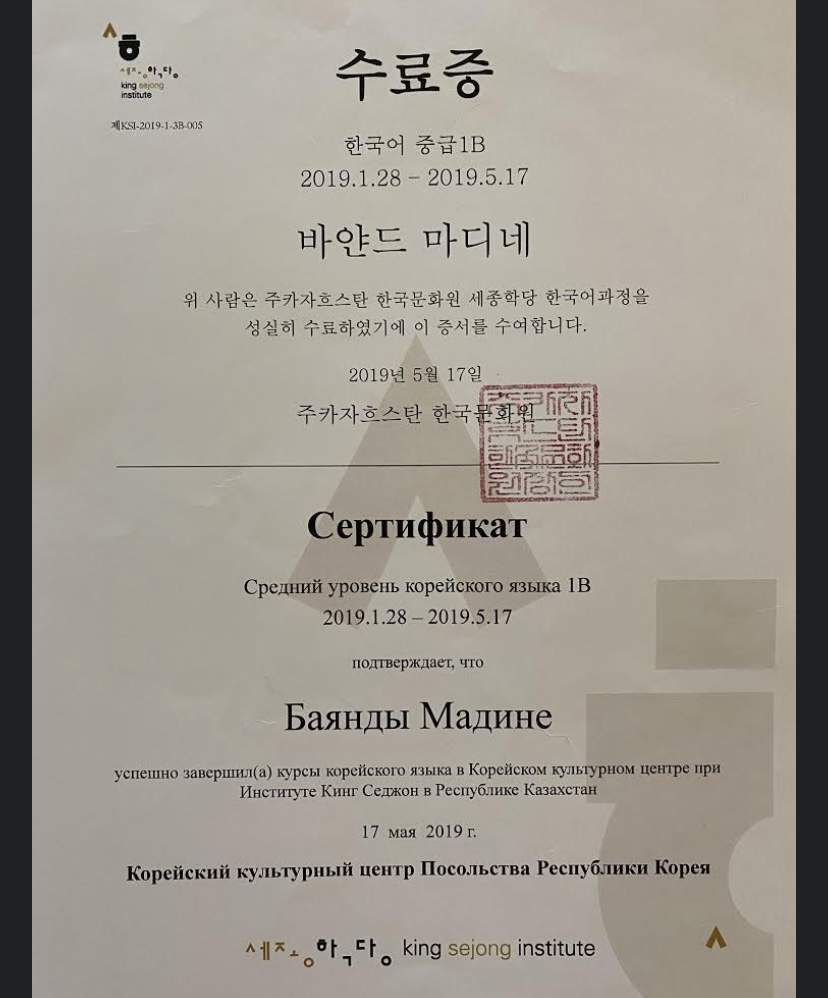 세종학당
king sejong
institute
제KSI-2019-1-3B-005
수료증
한국어 중급1B
2019.1.28 – 2019.5.17
바얀드 마디네
위 사람은 주카자흐스탄 한국문화원 세종학당 한국어과정을
성실히 수료하였기에 이 증서를 수여합니다.
2019년 5월 17일
주카자흐스탄 한국문화원
Сертификат
Средний уровень корейского языка 1B
2019.1.28 – 2019.5.17
подтверждает, что
Баянды Мадине
успешно завершил(а) курсы корейского языка в Корейском культурном центре при
Институте Кинг Седжон в Республике Казахстан
17 мая 2019 г.
Корейский культурный центр Посольства Республики Корея
세종학당 king sejong institute